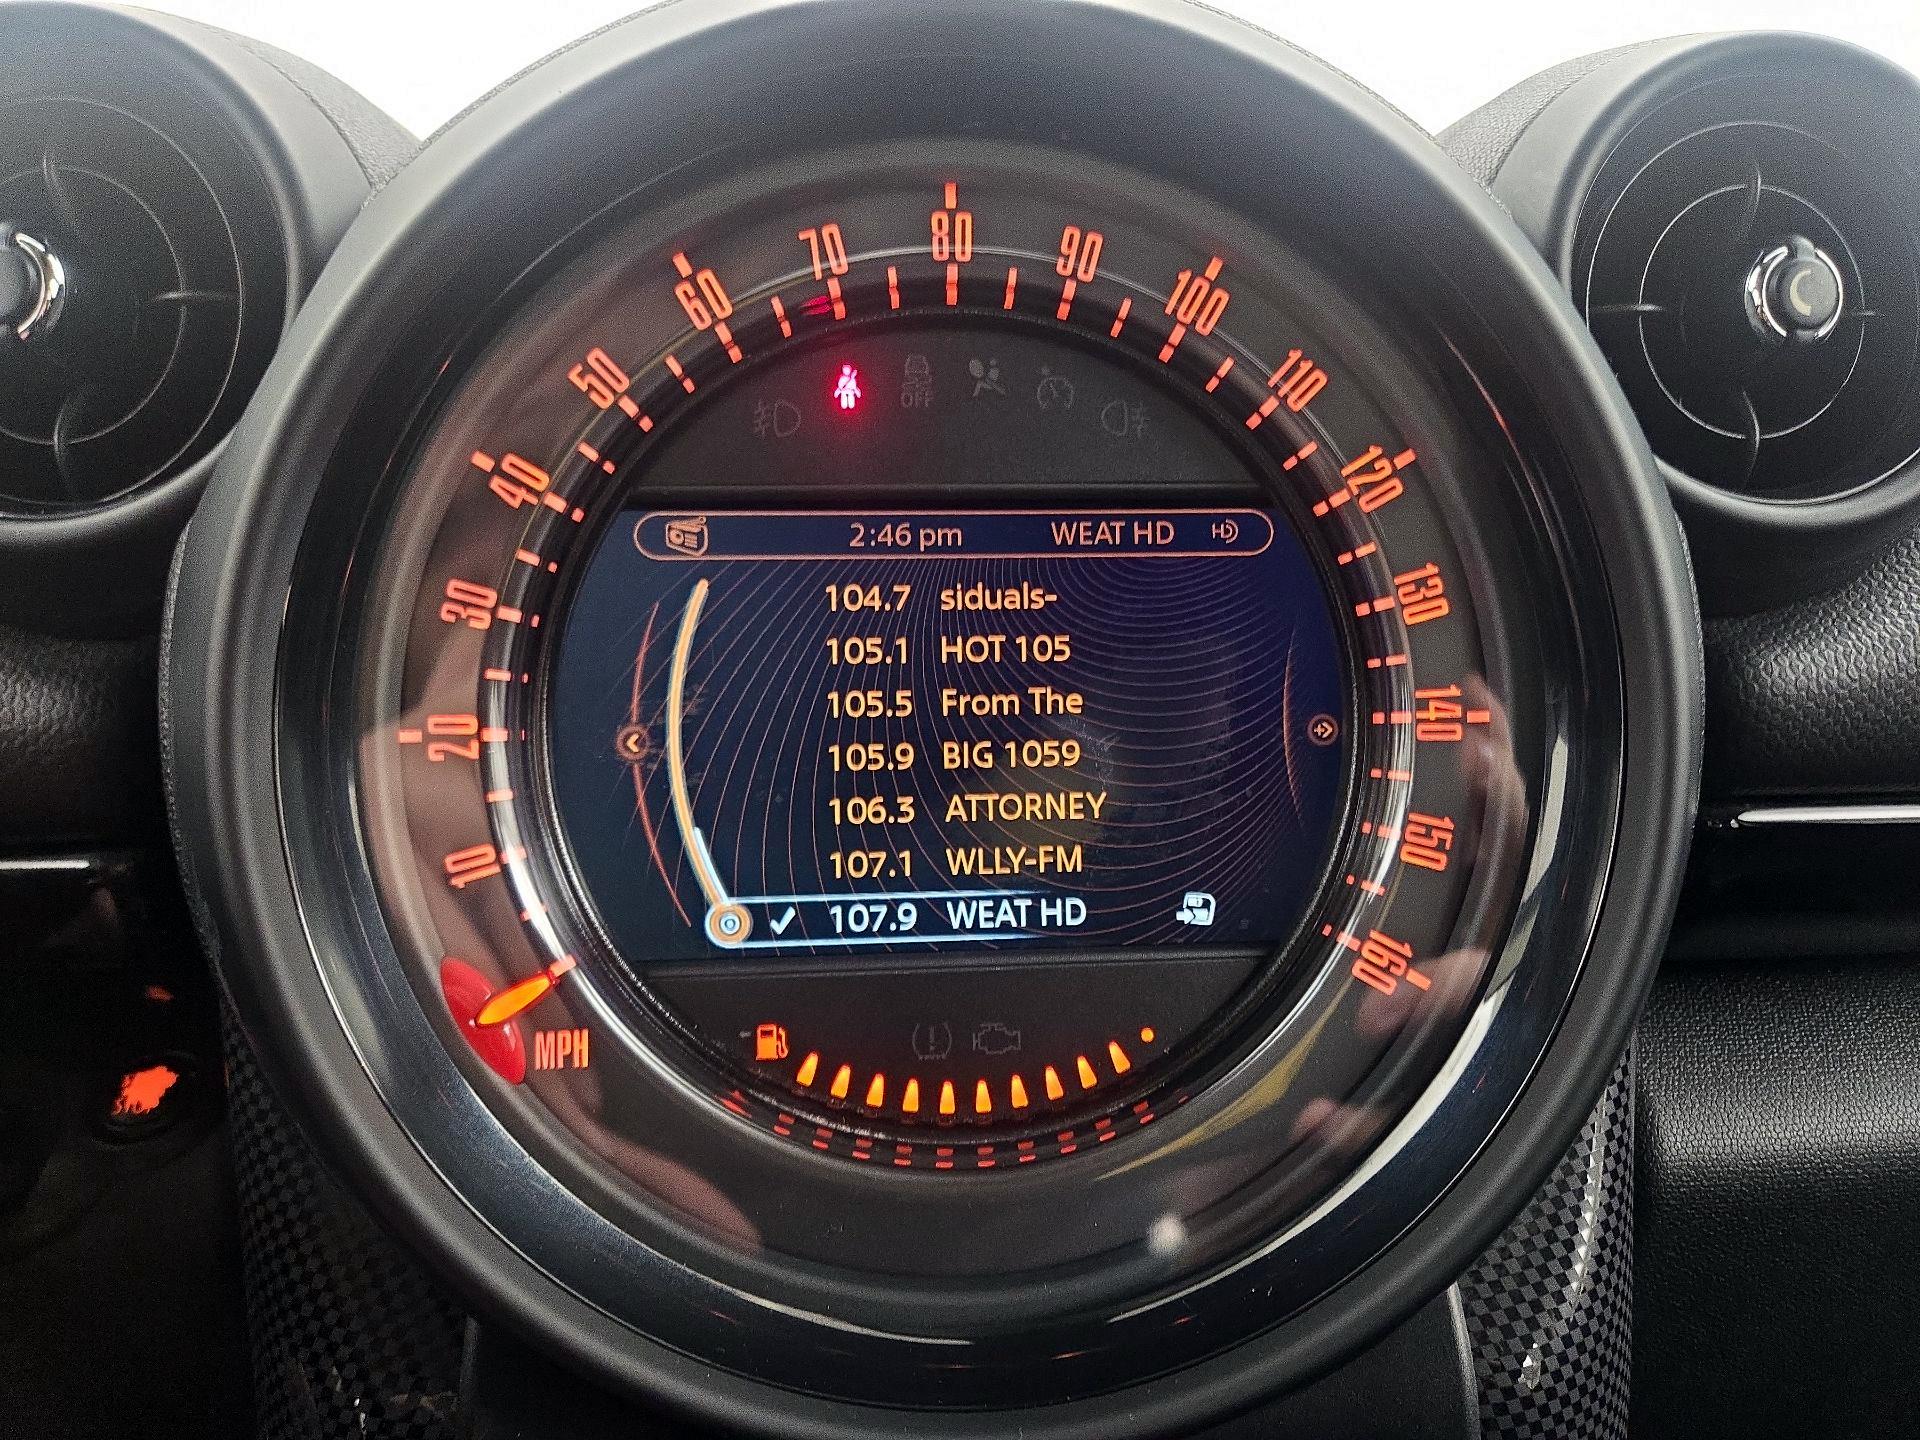 10
20
30
40
50
60
70
80
90
100
110
120
130
140
150
160
MPH
OFF
2:46 pm WEAT HD HD
104.7 siduals-
105.1 HOT 105
105.5 From The
105.9 BIG 1059
106.3 ATTORNEY
107.1 WLLY-FM
107.9 WEAT HD